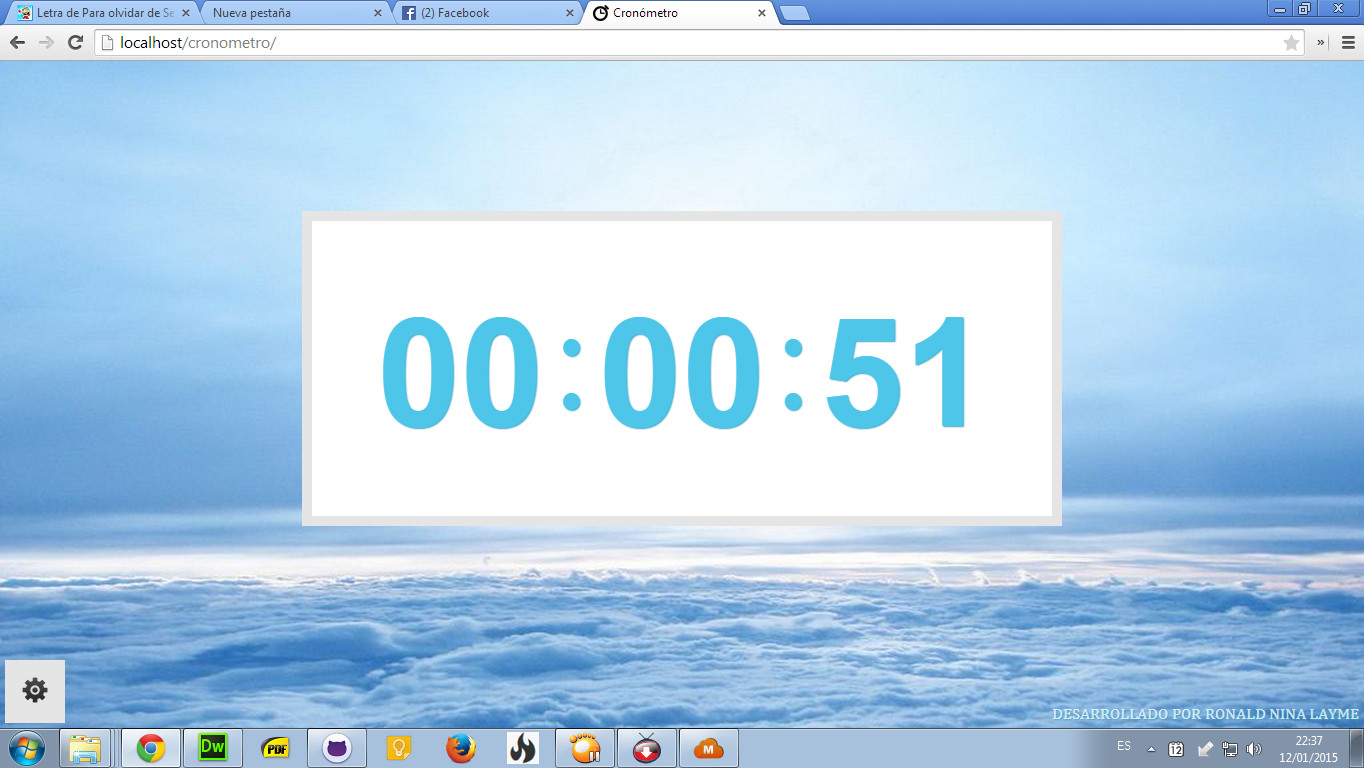 Letra de Para olvidar de Se
Nueva pestaña
(2) Facebook
Cronómetro
localhost/cronometro/
00:00:51
DESARROLLADO POR RONALD NINA LAYME
Dw
PDF
M
ES
12
22:37
12/01/2015